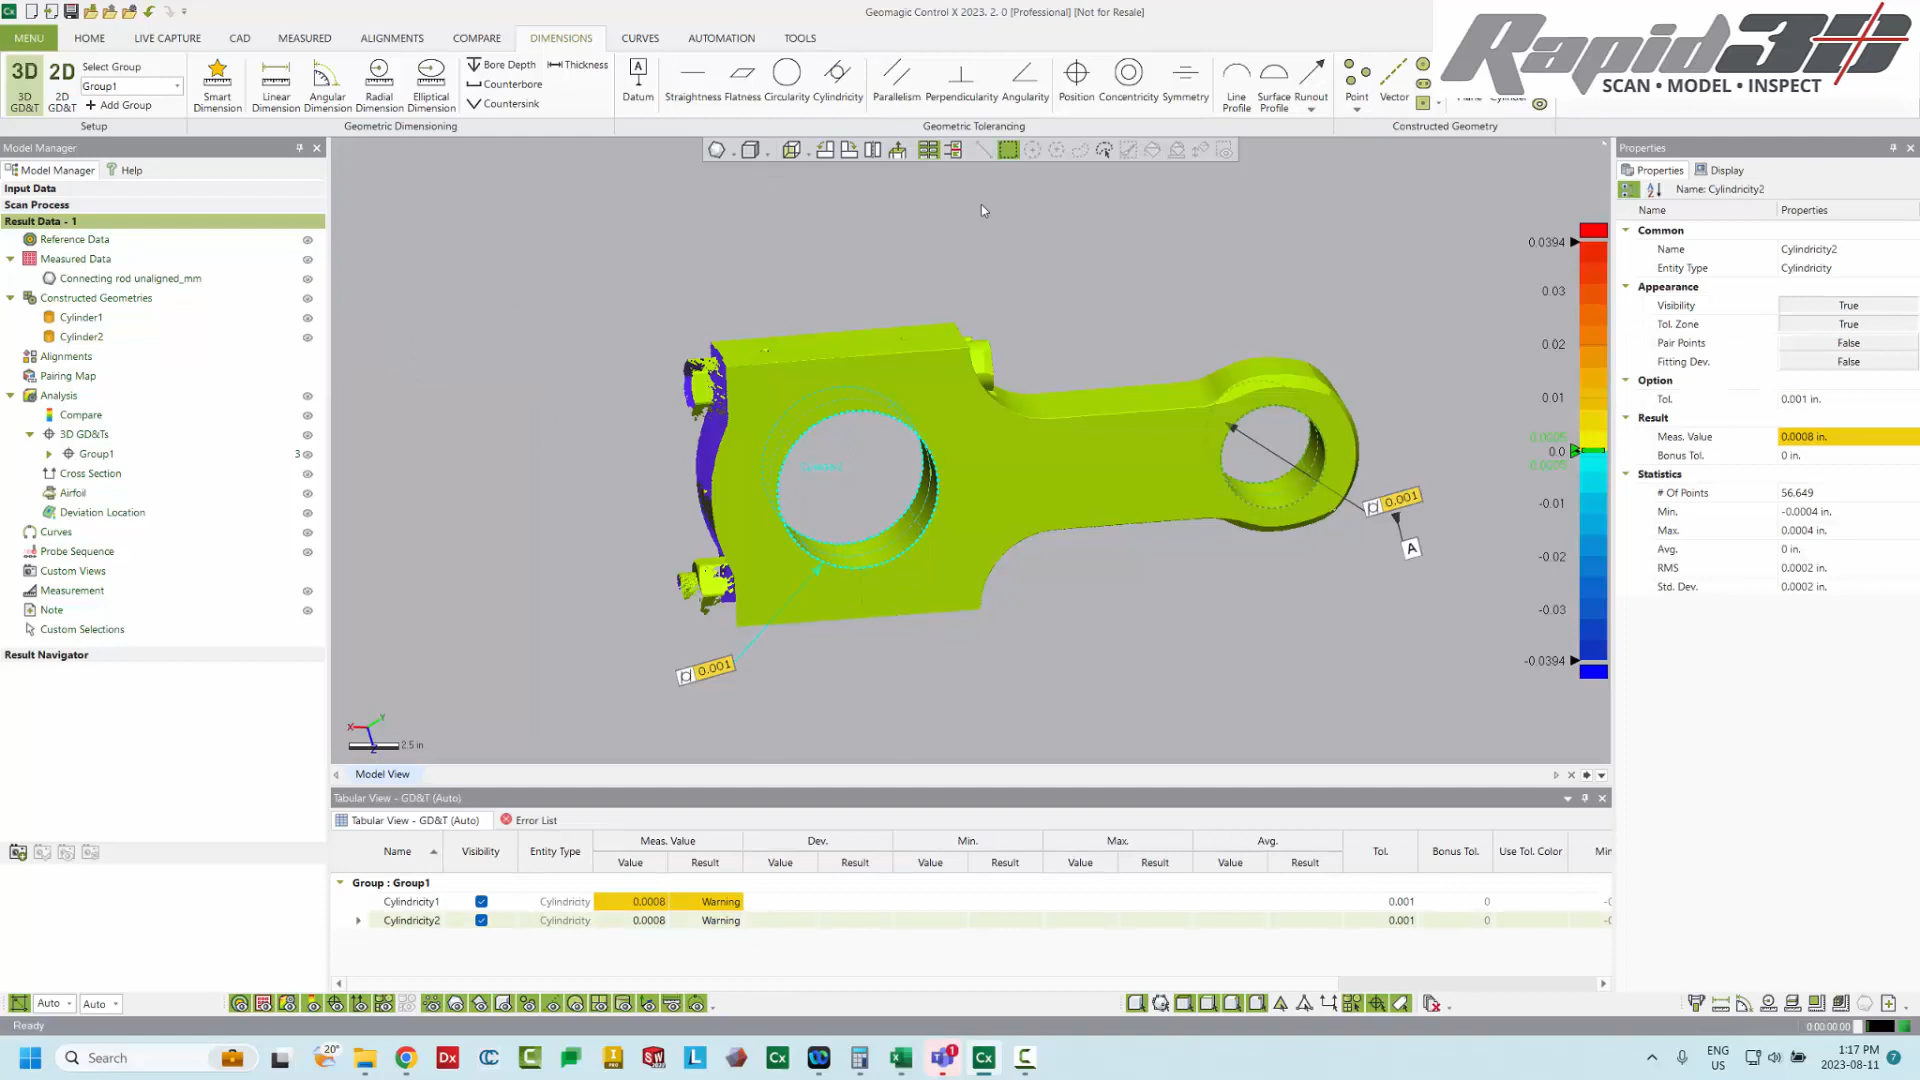 Geomagic Control X 2023. 2. 0 [Professional] [Not for Resale]
MENU HOME LIVE CAPTURE CAD MEASURED ALIGNMENTS COMPARE DIMENSIONS CURVES AUTOMATION TOOLS
Rapid3D
SCAN • MODEL • INSPECT
3D GD&T
2D GD&T
Select Group
Group1
Add Group
Setup
Smart Dimension
Linear Dimension
Angular Dimension
Radial Dimension
Elliptical Dimension
Bore Depth
Counterbore
Countersink
Thickness
Geometric Dimensioning
A
Datum
Straightness Flatness Circularity Cylindricity
Parallelism Perpendicularity Angularity
Position Concentricity Symmetry
Line Profile
Surface Profile
Runout
Geometric Tolerancing
Point
Vector
Constructed Geometry
Model Manager
Model Manager Help
Input Data
Scan Process
Result Data - 1
Reference Data
Measured Data
Connecting rod unaligned_mm
Constructed Geometries
Cylinder1
Cylinder2
Alignments
Pairing Map
Analysis
Compare
3D GD&Ts
Group1 3
Cross Section
Airfoil
Deviation Location
Curves
Probe Sequence
Custom Views
Measurement
Note
Custom Selections
Result Navigator
0.001
A
0.001
X Y Z
2.5 in
0.0394
0.03
0.02
0.01
0.0005
0.0
-0.01
-0.02
-0.03
-0.0394
Model View
Properties
Properties Display
Name: Cylindricity2
Name Properties
Common
Name Cylindricity2
Entity Type Cylindricity
Appearance
Visibility True
Tol. Zone True
Pair Points False
Fitting Dev. False
Option
Tol. 0.001 in.
Result
Meas. Value 0.0008 in.
Bonus Tol. 0 in.
Statistics
# Of Points 56,649
Min. -0.0004 in.
Max. 0.0004 in.
Avg. 0 in.
RMS 0.0002 in.
Std. Dev. 0.0002 in.
Tabular View - GD&T (Auto)
Tabular View - GD&T (Auto) Error List
Name Visibility Entity Type Meas. Value Dev. Min. Max. Avg. Tol. Bonus Tol. Use Tol. Color
Value Result Value Result Value Result Value Result Value Result
Group : Group1
Cylindricity1 Cylindricity 0.0008 Warning 0.001 0
Cylindricity2 Cylindricity 0.0008 Warning 0.001 0
Auto Auto
Ready
0:00:00.00
Search
20°
ENG
US
1:17 PM
2023-08-11